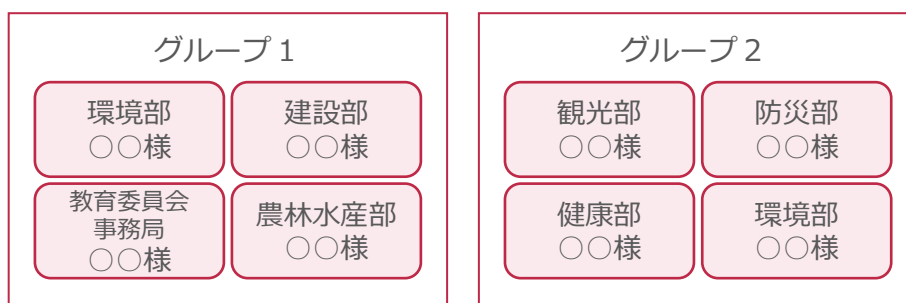 グループ1
環境部
○○様
建設部
○○様
教育委員会
事務局
○○様
農林水産部
○○様
グループ2
観光部
○○様
防災部
○○様
健康部
○○様
環境部
○○様